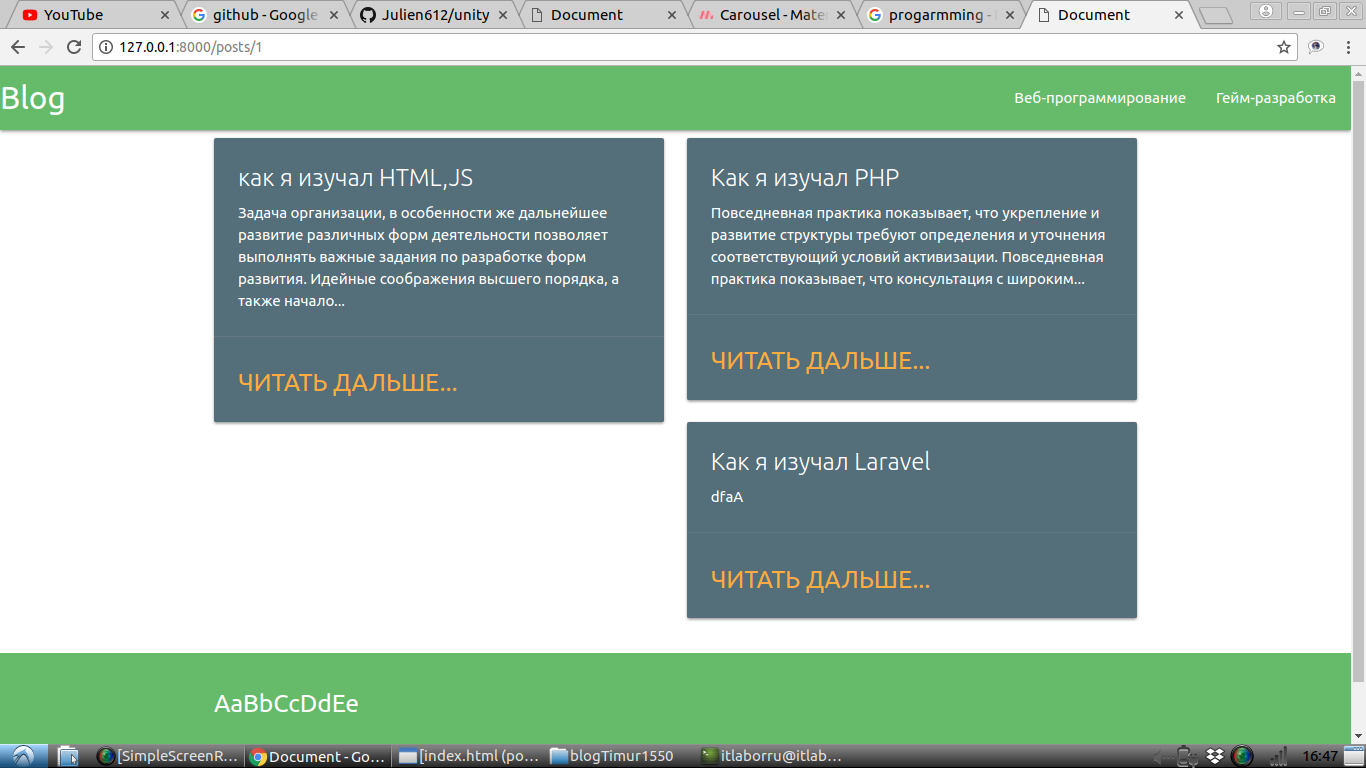 YouTube
github - Google
Julien612/unity
Document
Carousel - Mate
progarmming -
Document
127.0.0.1:8000/posts/1
Blog
Веб-программирование
Гейм-разработка
как я изучал HTML,JS
Задача организации, в особенности же дальнейшее
развитие различных форм деятельности позволяет
выполнять важные задания по разработке форм
развития. Идейные соображения высшего порядка, а
также начало...
ЧИТАТЬ ДАЛЬШЕ...
Как я изучал PHP
Повседневная практика показывает, что укрепление и
развитие структуры требуют определения и уточнения
соответствующий условий активизации. Повседневная
практика показывает, что консультация с широким...
ЧИТАТЬ ДАЛЬШЕ...
Как я изучал Laravel
dfaA
ЧИТАТЬ ДАЛЬШЕ...
AaBbCcDdEe
[SimpleScreenR...
Document - Go...
[index.html (po...
blogTimur1550
itlaborru@itlab...
16:47